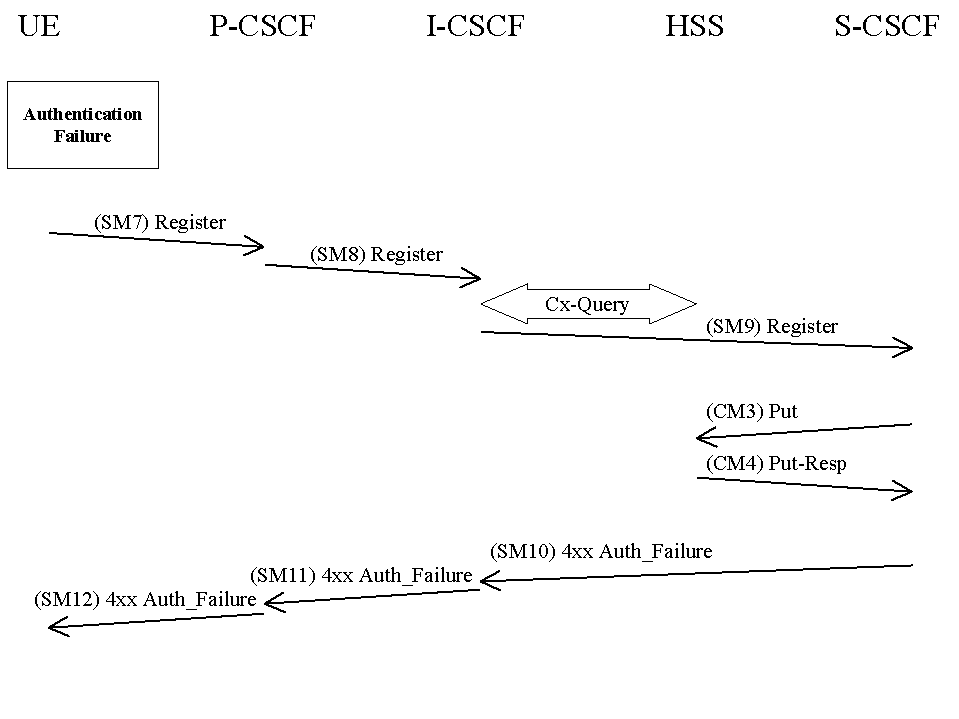 UE P-CSCF I-CSCF HSS S-CSCF
Authentication
Failure
(SM7) Register
(SM8) Register
Cx-Query
(SM9) Register
(CM3) Put
(CM4) Put-Resp
(SM10) 4xx Auth_Failure
(SM11) 4xx Auth_Failure
(SM12) 4xx Auth_Failure